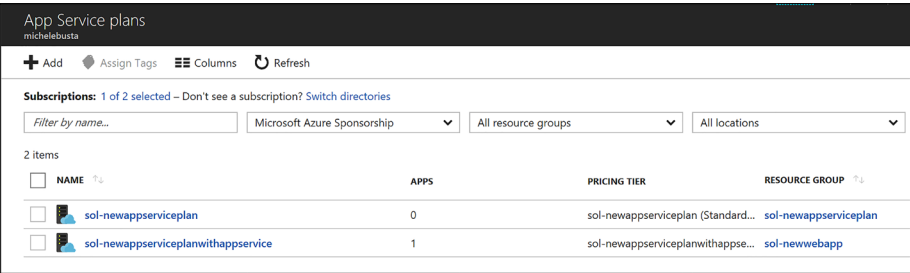 App Service plans
michelebusta
Add Assign Tags Columns Refresh
Subscriptions: 1 of 2 selected – Don't see a subscription? Switch directories
Filter by name... Microsoft Azure Sponsorship All resource groups All locations
2 items
NAME APPS PRICING TIER RESOURCE GROUP
sol-newappserviceplan 0 sol-newappserviceplan (Standard... sol-newappserviceplan
sol-newappserviceplanwithappservice 1 sol-newappserviceplanwithappse... sol-newwebapp